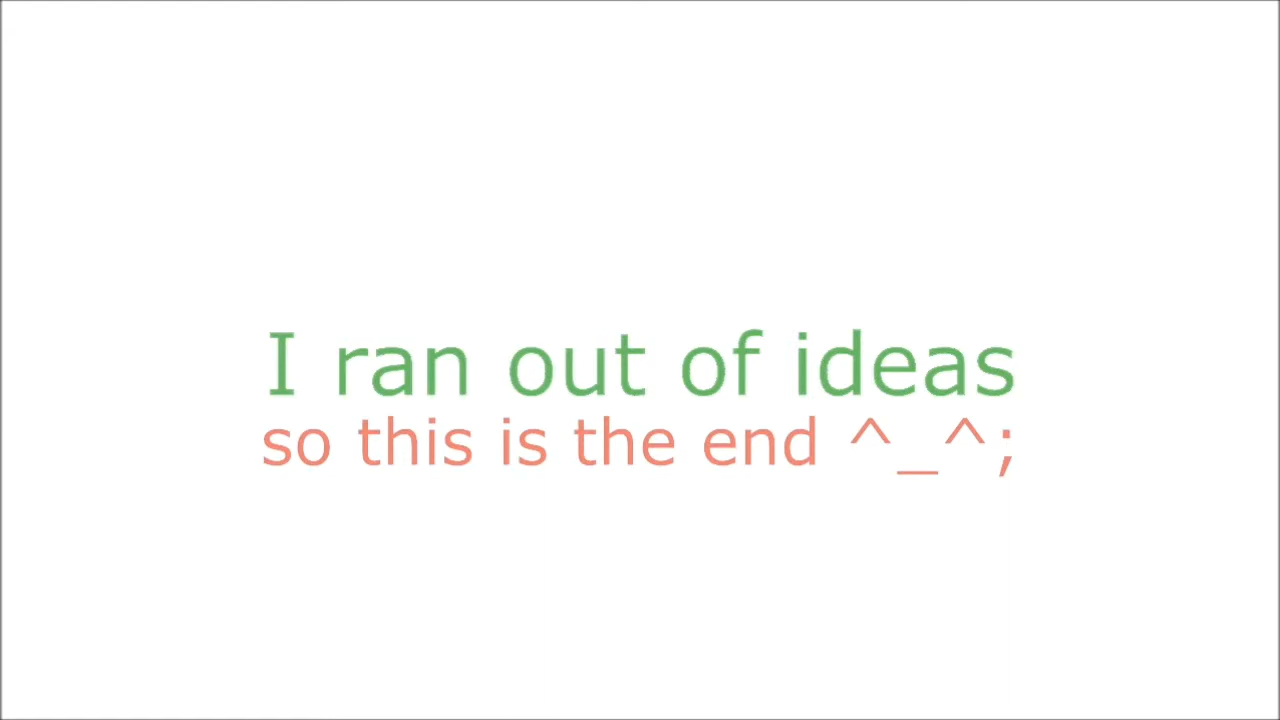 I ran out of ideas
so this is the end ^_^;